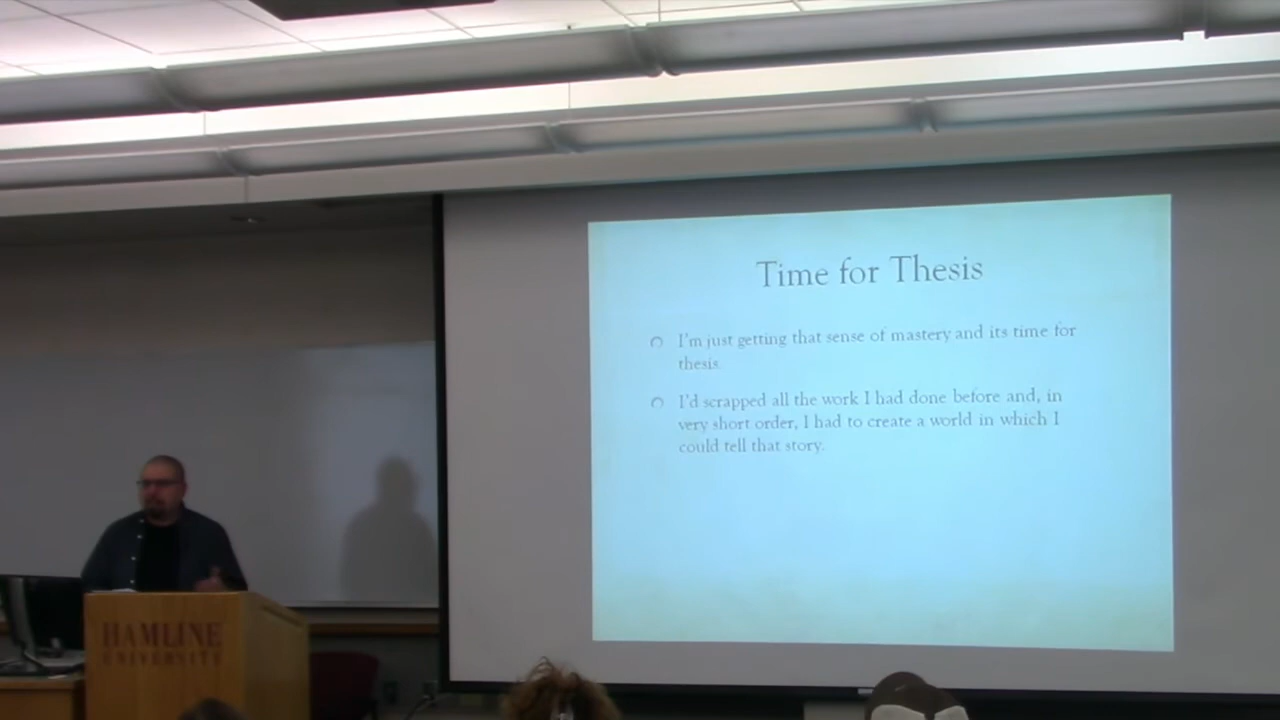 Time for Thesis
I'm just getting that sense of mastery and its time for
thesis.
I'd scrapped all the work I had done before and, in
very short order, I had to create a world in which I
could tell that story.
HAMLINE
UNIVERSITY